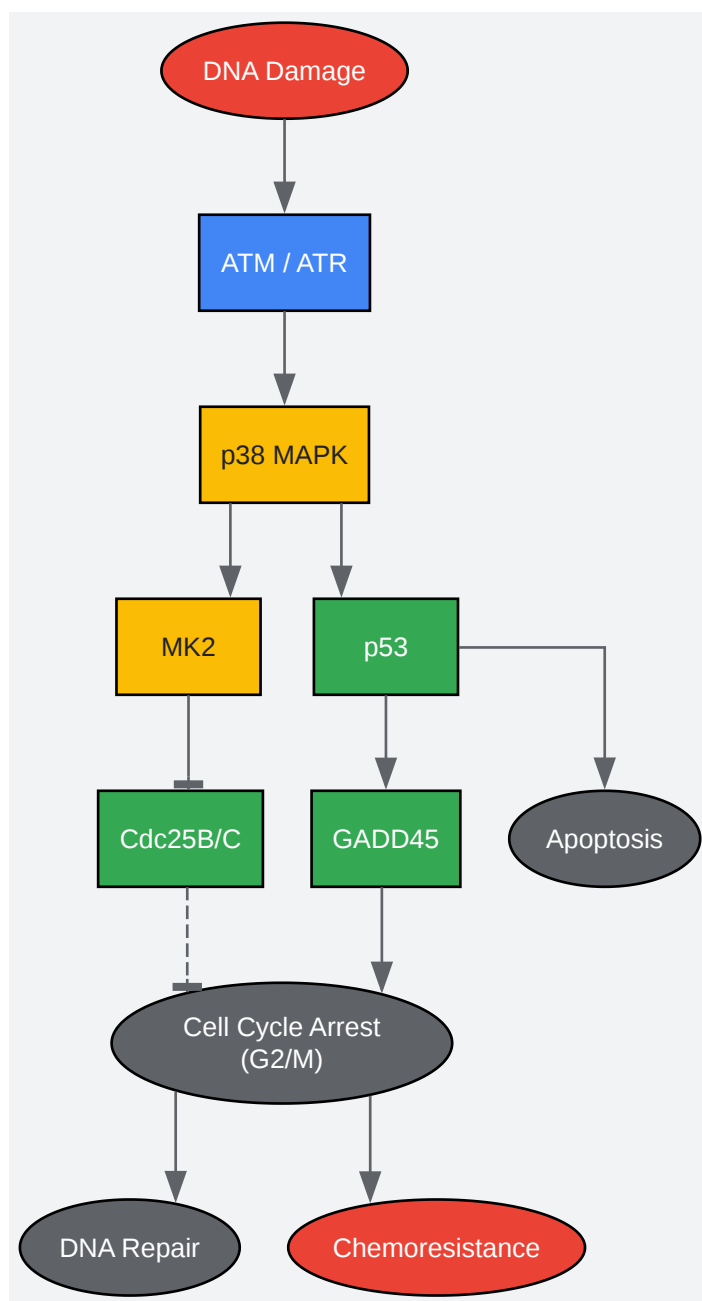 DNA Damage
ATM / ATR
p38 MAPK
MK2
p53
Cdc25B/C
GADD45
Apoptosis
Cell Cycle Arrest
(G2/M)
DNA Repair
Chemoresistance